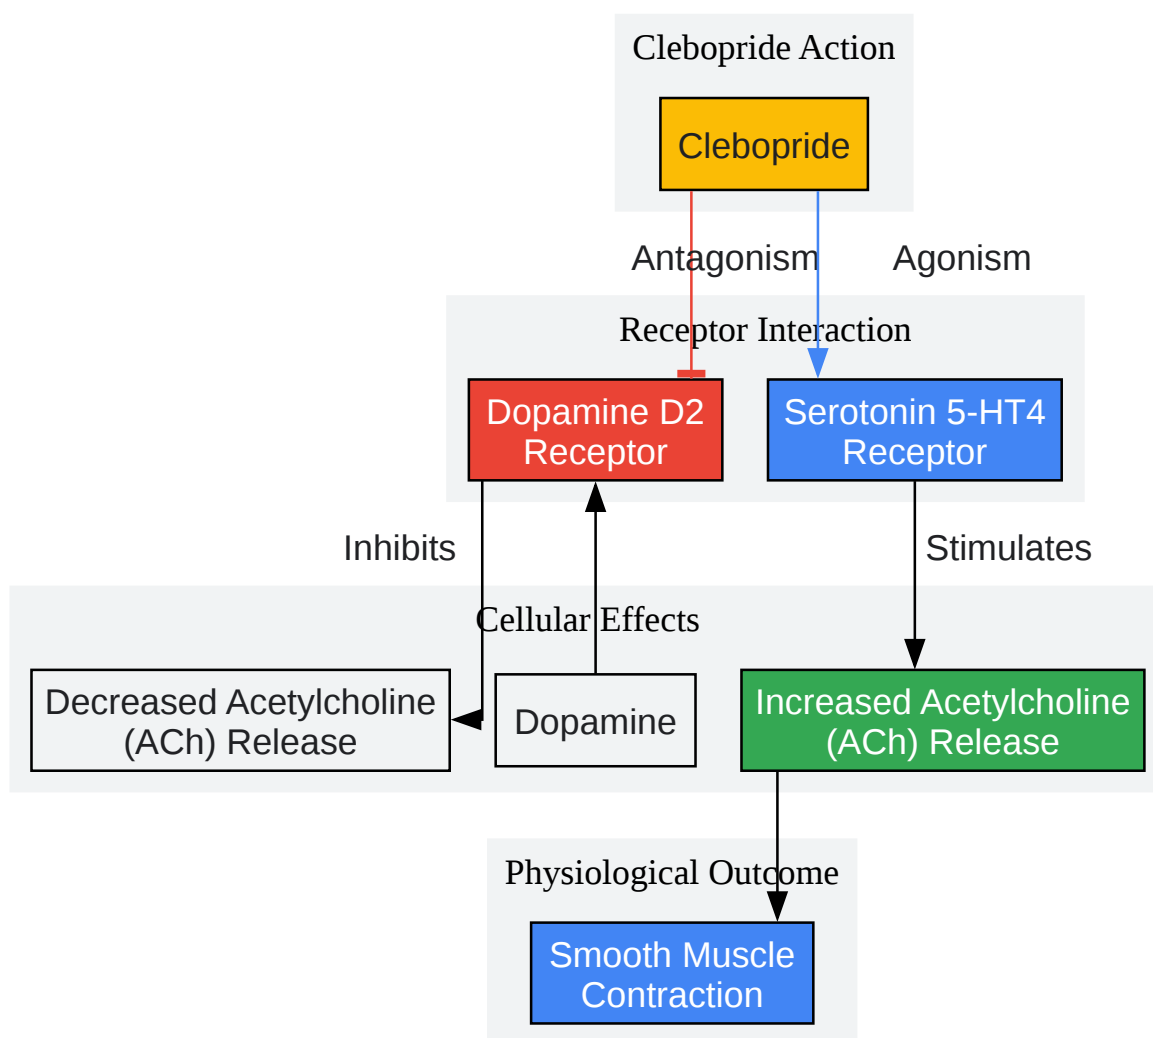 Clebopride Action
Clebopride
Antagonism
Agonism
Receptor Interaction
Dopamine D2
Receptor
Serotonin 5-HT4
Receptor
Inhibits
Stimulates
Cellular Effects
Decreased Acetylcholine
(ACh) Release
Dopamine
Increased Acetylcholine
(ACh) Release
Physiological Outcome
Smooth Muscle
Contraction